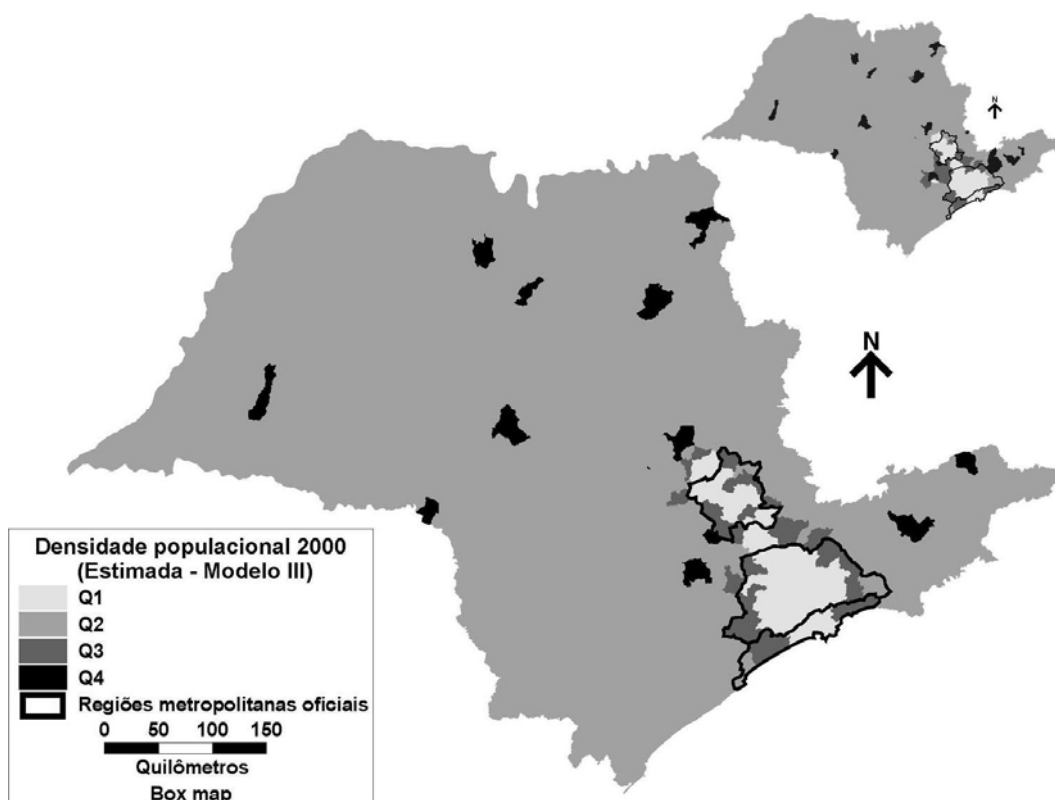 N
N
Densidade populacional 2000
(Estimada - Modelo III)
Q1
Q2
Q3
Q4
Regiões metropolitanas oficiais
0 50 100 150
Quilômetros
Box map